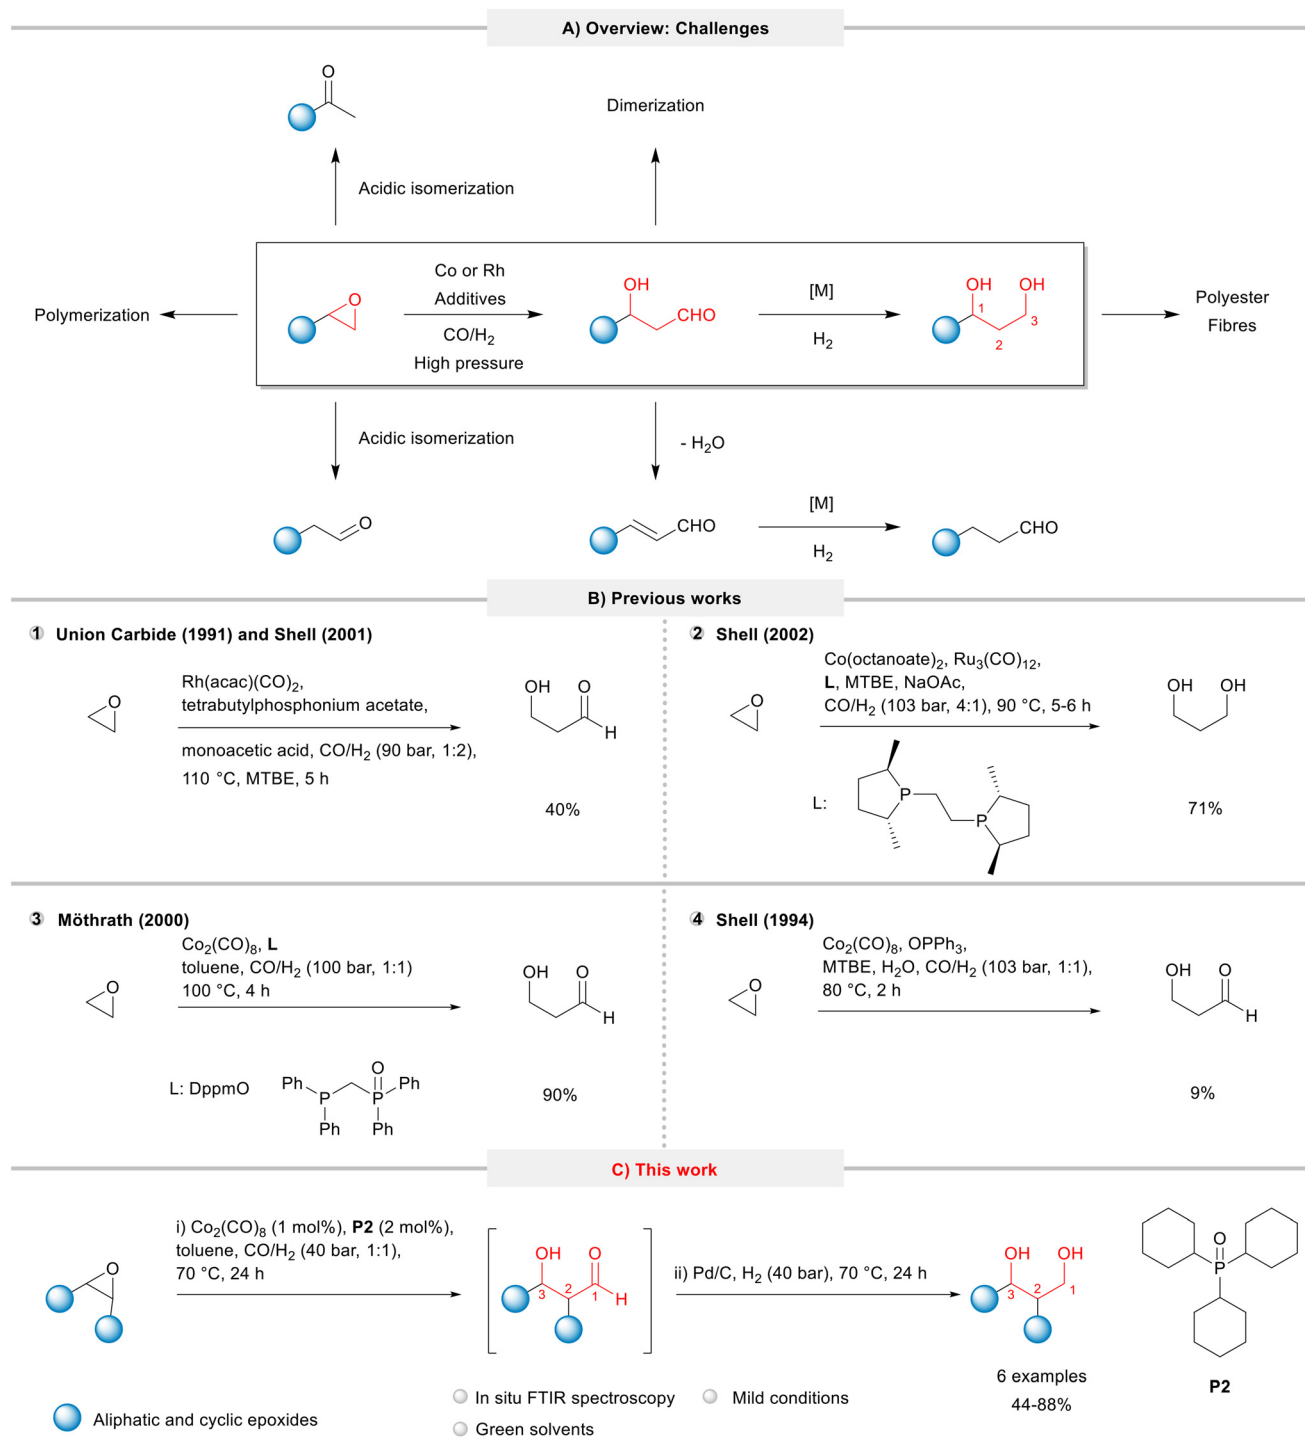 A) Overview: Challenges
O
Dimerization
Acidic isomerization
Polymerization
O
Co or Rh
Additives
CO/H2
High pressure
OH
CHO
[M]
H2
OH OH
1
2
3
Polyester
Fibres
Acidic isomerization
- H2O
O
CHO
[M]
H2
CHO
B) Previous works
1 Union Carbide (1991) and Shell (2001)
O
Rh(acac)(CO)2,
tetrabutylphosphonium acetate,
monoacetic acid, CO/H2 (90 bar, 1:2),
110 °C, MTBE, 5 h
OH O
H
40%
2 Shell (2002)
O
Co(octanoate)2, Ru3(CO)12,
L, MTBE, NaOAc,
CO/H2 (103 bar, 4:1), 90 °C, 5-6 h
OH OH
L:
P
P
71%
3 Möthrath (2000)
O
Co2(CO)8, L
toluene, CO/H2 (100 bar, 1:1)
100 °C, 4 h
OH O
H
L: DppmO
O
Ph P P Ph
Ph Ph
90%
4 Shell (1994)
O
Co2(CO)8, OPPh3,
MTBE, H2O, CO/H2 (103 bar, 1:1),
80 °C, 2 h
OH O
H
9%
C) This work
O
i) Co2(CO)8 (1 mol%), P2 (2 mol%),
toluene, CO/H2 (40 bar, 1:1),
70 °C, 24 h
OH O
3 2 1 H
ii) Pd/C, H2 (40 bar), 70 °C, 24 h
OH OH
3 2 1
6 examples
44-88%
O
P
P2
Aliphatic and cyclic epoxides
In situ FTIR spectroscopy
Mild conditions
Green solvents